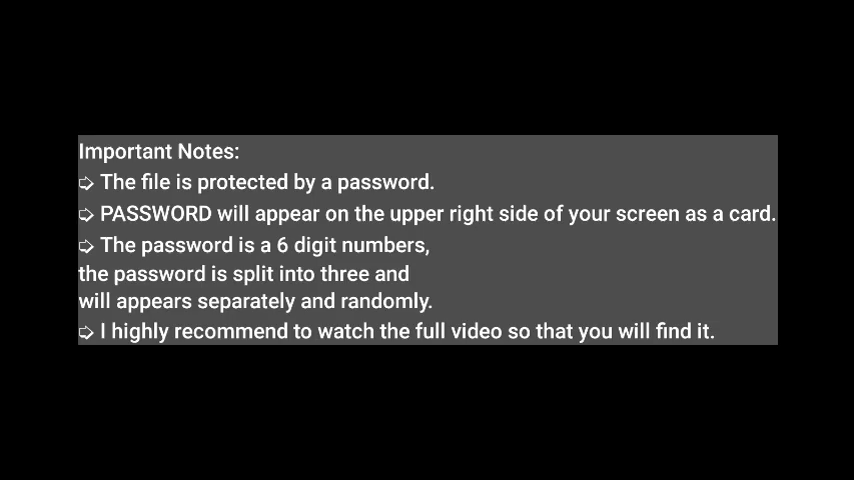 Important Notes:
➩ The file is protected by a password.
➩ PASSWORD will appear on the upper right side of your screen as a card.
➩ The password is a 6 digit numbers,
the password is split into three and
will appears separately and randomly.
➩ I highly recommend to watch the full video so that you will find it.